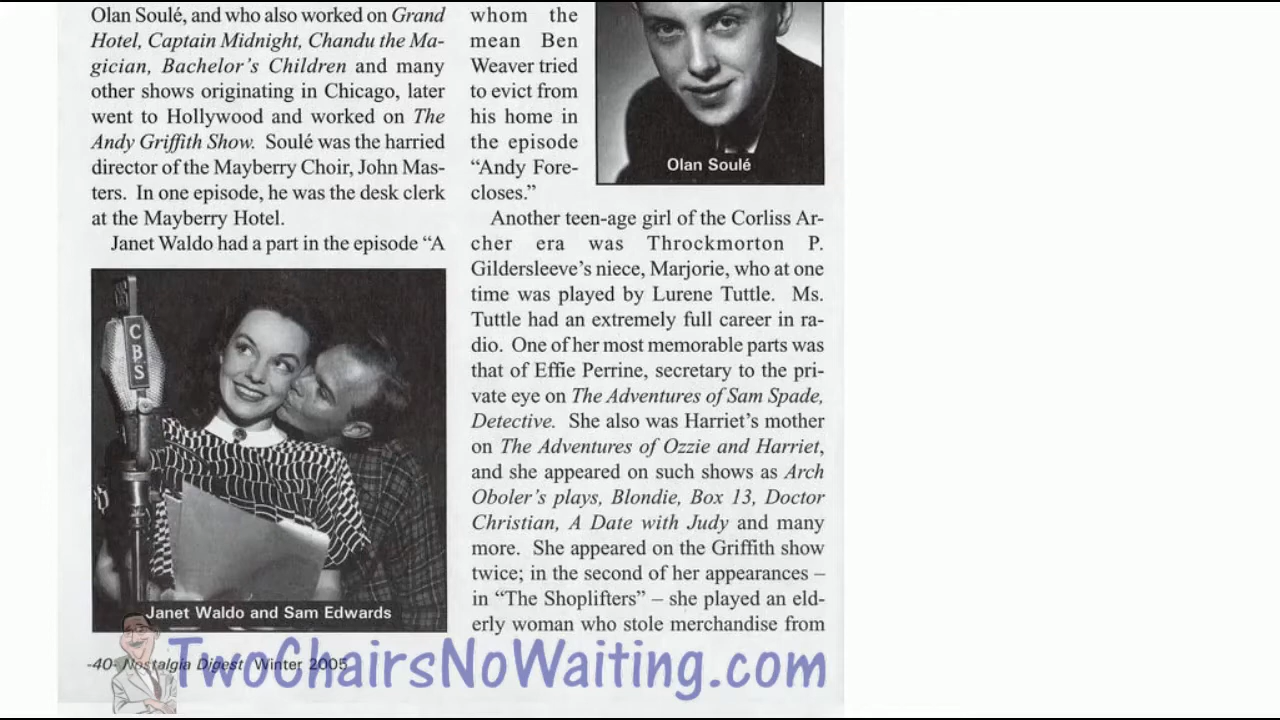 Olan Soulé, and who also worked on Grand
Hotel, Captain Midnight, Chandu the Ma-
gician, Bachelor's Children and many
other shows originating in Chicago, later
went to Hollywood and worked on The
Andy Griffith Show. Soulé was the harried
director of the Mayberry Choir, John Mas-
ters. In one episode, he was the desk clerk
at the Mayberry Hotel.
Janet Waldo had a part in the episode “A
CBS
Janet Waldo and Sam Edwards
whom the
mean Ben
Weaver tried
to evict from
his home in
the episode
“Andy Fore-
closes.”
Olan Soulé
Another teen-age girl of the Corliss Ar-
cher era was Throckmorton P.
Gildersleeve's niece, Marjorie, who at one
time was played by Lurene Tuttle. Ms.
Tuttle had an extremely full career in ra-
dio. One of her most memorable parts was
that of Effie Perrine, secretary to the pri-
vate eye on The Adventures of Sam Spade,
Detective. She also was Harriet's mother
on The Adventures of Ozzie and Harriet,
and she appeared on such shows as Arch
Oboler's plays, Blondie, Box 13, Doctor
Christian, A Date with Judy and many
more. She appeared on the Griffith show
twice; in the second of her appearances –
in “The Shoplifters” – she played an eld-
erly woman who stole merchandise from
-40- Nostalgia Digest Winter 2005
TwoChairsNoWaiting.com